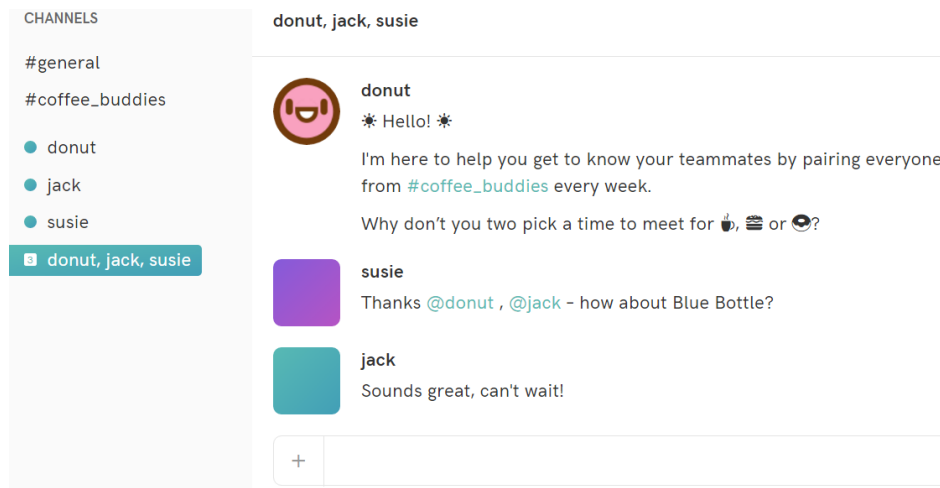 CHANNELS
#general
#coffee_buddies
donut
jack
susie
3 donut, jack, susie
donut, jack, susie
donut
☀ Hello! ☀
I'm here to help you get to know your teammates by pairing everyone
from #coffee_buddies every week.
Why don’t you two pick a time to meet for ☕, 🍔 or 🍩?
susie
Thanks @donut , @jack – how about Blue Bottle?
jack
Sounds great, can't wait!
+